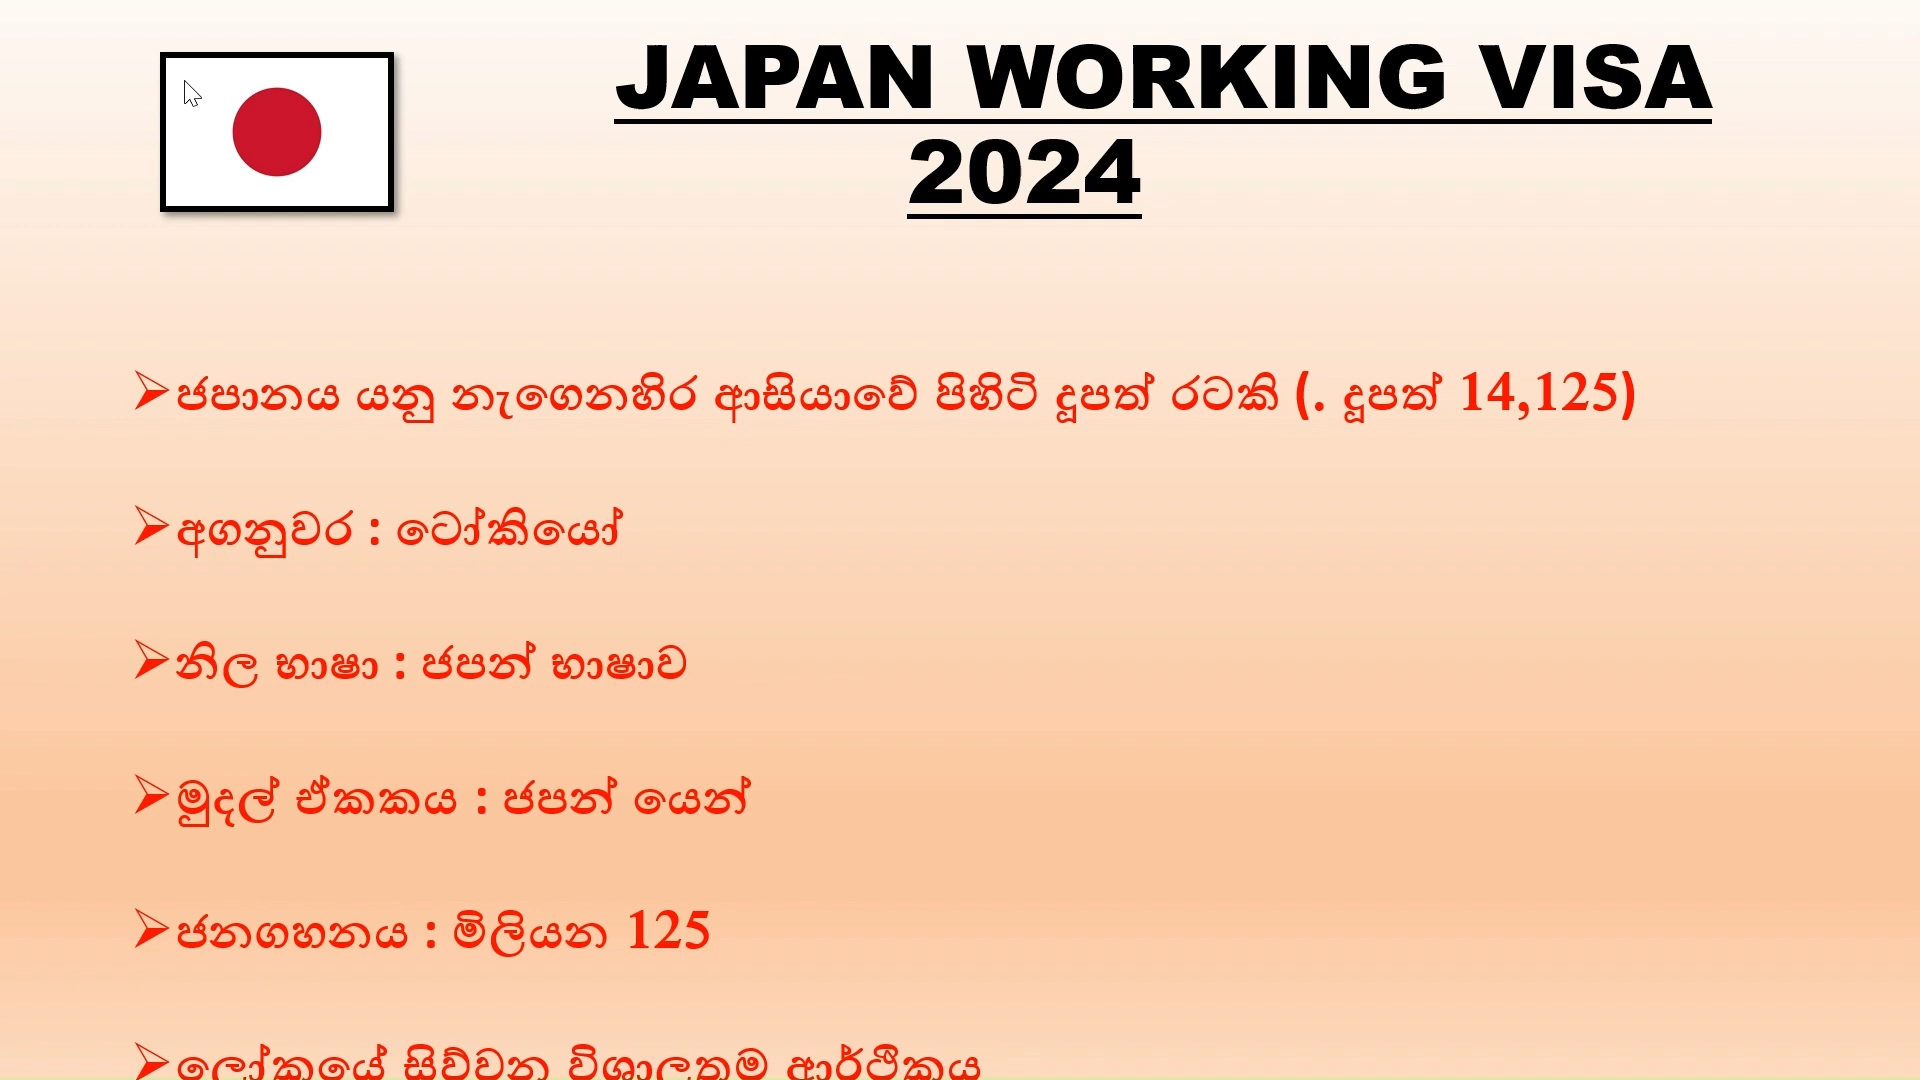 JAPAN WORKING VISA
2024
ජපානය යනු නැගෙනහිර ආසියාවේ පිහිටි දූපත් රටකි (. දූපත් 14,125)
අගනුවර : ටෝකියෝ
නිල භාෂා : ජපන් භාෂාව
මුදල් ඒකකය : ජපන් යෙන්
ජනගහනය : මිලියන 125
ලෝකයේ සිව්වන විශාලතම ආර්ථිකය